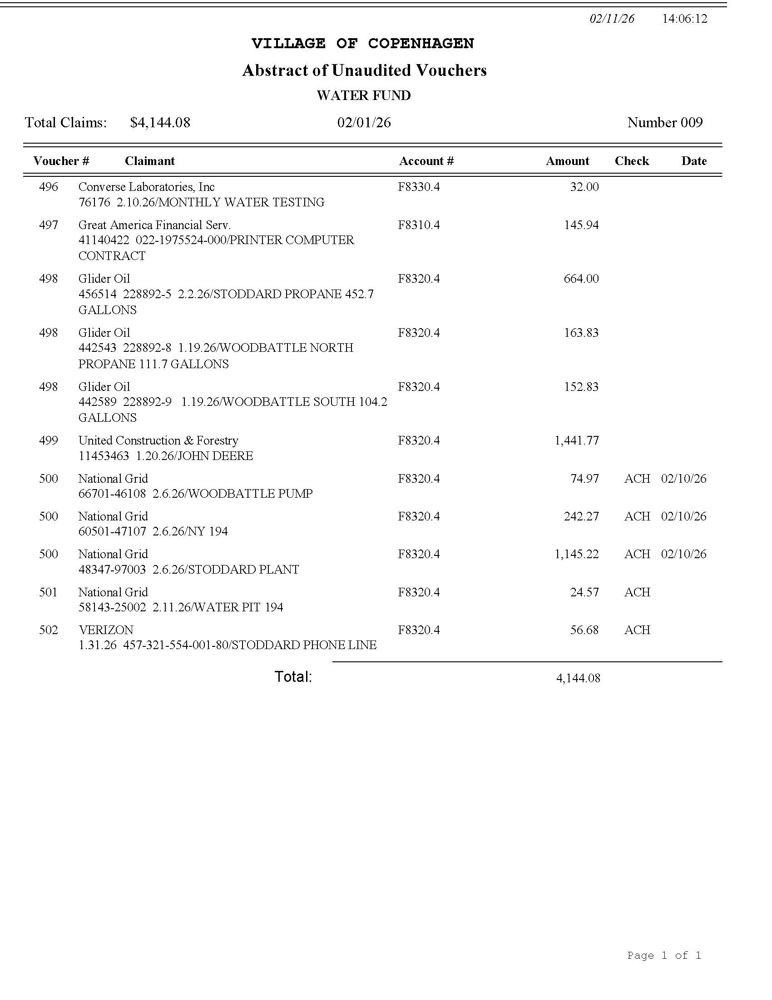 02/11/26 14:06:12
VILLAGE OF COPENHAGEN
Abstract of Unaudited Vouchers
WATER FUND
Total Claims: $4,144.08 02/01/26 Number 009
Voucher # Claimant Account # Amount Check Date
496 Converse Laboratories, Inc F8330.4 32.00
76176 2.10.26/MONTHLY WATER TESTING
497 Great America Financial Serv. F8310.4 145.94
41140422 022-1975524-000/PRINTER COMPUTER
CONTRACT
498 Glider Oil F8320.4 664.00
456514 228892-5 2.2.26/STODDARD PROPANE 452.7
GALLONS
498 Glider Oil F8320.4 163.83
442543 228892-8 1.19.26/WOODBATTLE NORTH
PROPANE 111.7 GALLONS
498 Glider Oil F8320.4 152.83
442589 228892-9 1.19.26/WOODBATTLE SOUTH 104.2
GALLONS
499 United Construction & Forestry F8320.4 1,441.77
11453463 1.20.26/JOHN DEERE
500 National Grid F8320.4 74.97 ACH 02/10/26
66701-46108 2.6.26/WOODBATTLE PUMP
500 National Grid F8320.4 242.27 ACH 02/10/26
60501-47107 2.6.26/NY 194
500 National Grid F8320.4 1,145.22 ACH 02/10/26
48347-97003 2.6.26/STODDARD PLANT
501 National Grid F8320.4 24.57 ACH
58143-25002 2.11.26/WATER PIT 194
502 VERIZON F8320.4 56.68 ACH
1.31.26 457-321-554-001-80/STODDARD PHONE LINE
Total: 4,144.08
Page 1 of 1